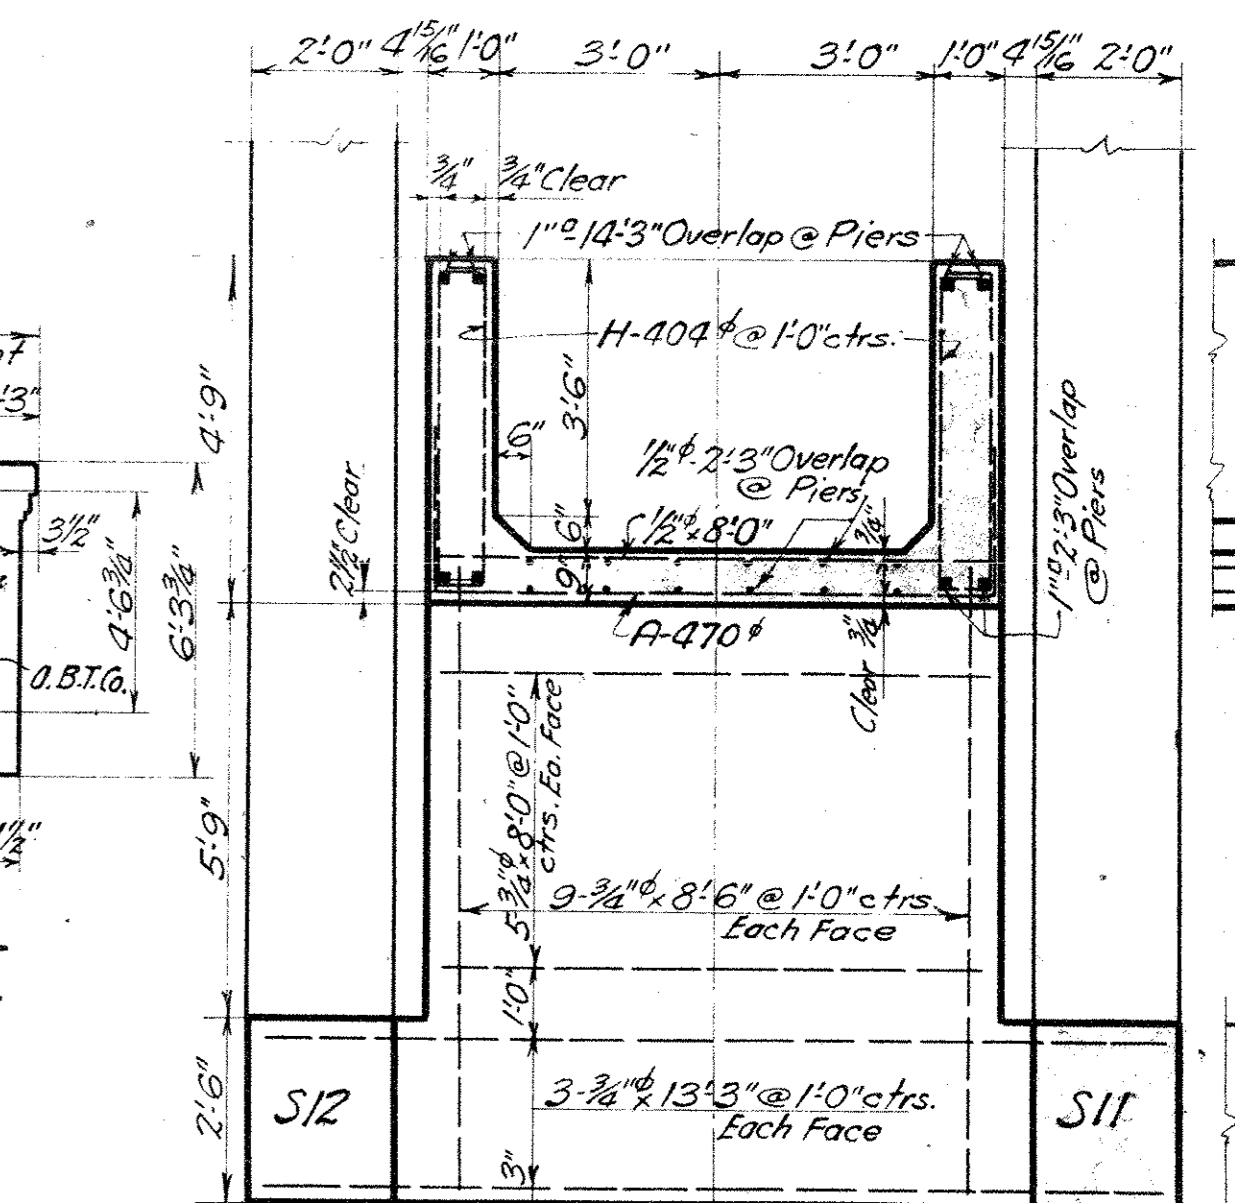 2'-0" 4 15/16" 1'-0" 3'-0" 3'-0" 1'-0" 4 15/16" 2'-0"
3/4" 3/4" Clear
1"▫-14'-3" Overlap @ Piers
H-404ϕ @ 1'-0" ctrs.
4'-9"
3'-6"
6"
1/2"ϕ-2'-3" Overlap
@ Piers
1/2"ϕ x 8'-0"
3/4"
2 1/2" Clear
6"
9"
A-470ϕ
Clear 3/4"
1"▫-2'-3" Overlap
@ Piers
3 1/2"
4'-6 3/4"
6'-3 3/4"
O.B.T.Co.
5'-9"
5-3/4"ϕ x 8'-0" @ 1'-0"
ctrs. Ea. Face
9-3/4"ϕ x 8'-6" @ 1'-0" ctrs.
Each Face
1'-0"
2'-6"
S12
3-3/4"ϕ x 13'-3" @ 1'-0" ctrs.
Each Face
S11
3"